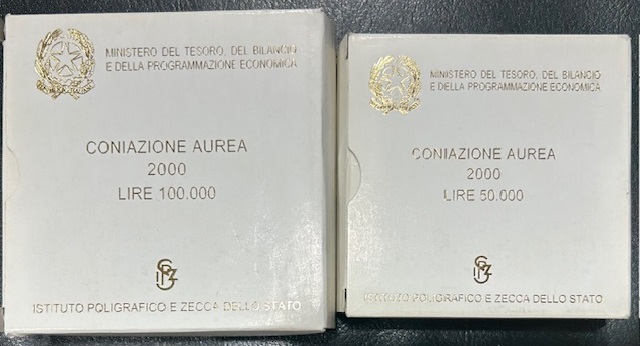 MINISTERO DEL TESORO, DEL BILANCIO
E DELLA PROGRAMMAZIONE ECONOMICA
CONIAZIONE AUREA
2000
LIRE 100.000
ISTITUTO POLIGRAFICO E ZECCA DELLO STATO
MINISTERO DEL TESORO, DEL BILANCIO
E DELLA PROGRAMMAZIONE ECONOMICA
CONIAZIONE AUREA
2000
LIRE 50.000
ISTITUTO POLIGRAFICO E ZECCA DELLO STATO